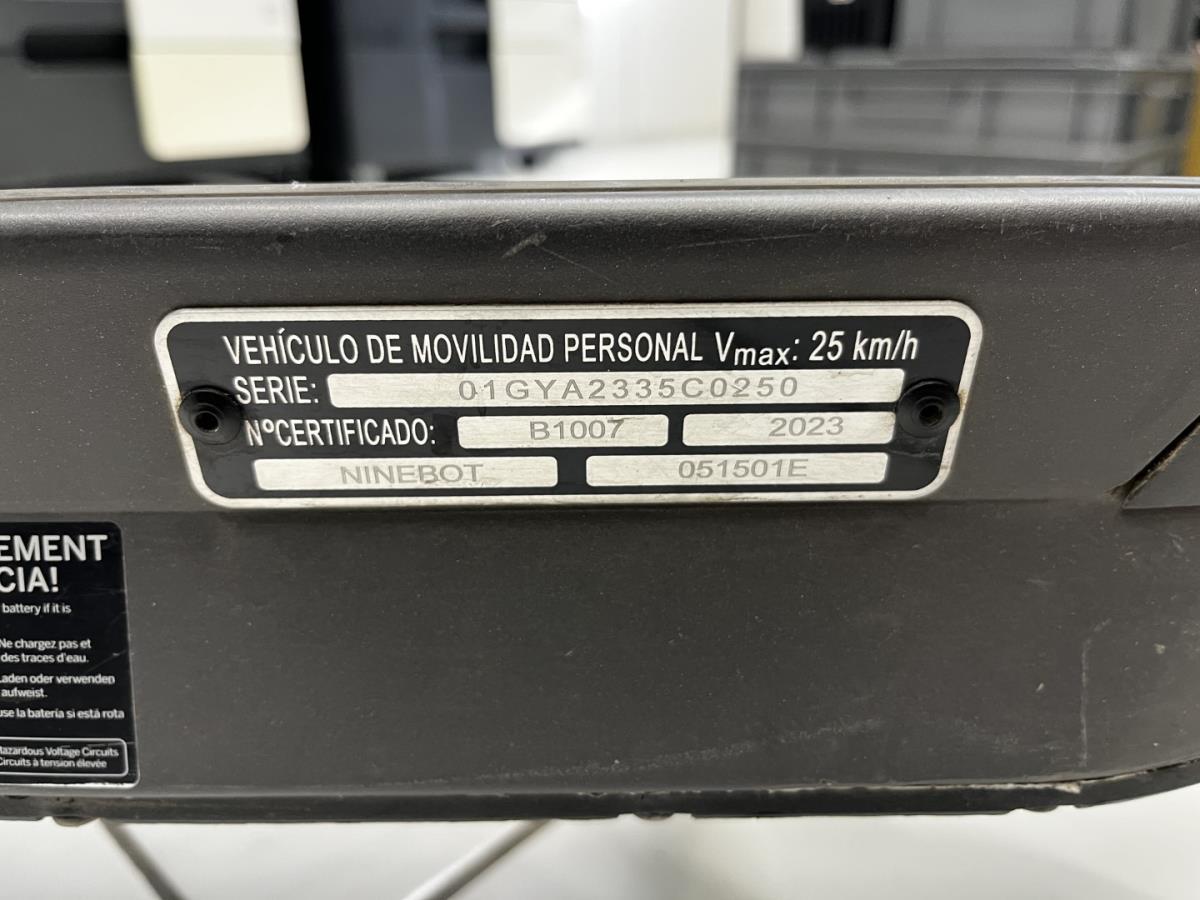 VEHÍCULO DE MOVILIDAD PERSONAL Vmax: 25 km/h
SERIE: 01GYA2335C0250
NºCERTIFICADO: B1007 2023
NINEBOT 051501E
EMENT
CIA!
battery if it is
Ne chargez pas et
des traces d'eau.
Laden oder verwenden
aufweist.
use la batería si está rota
Hazardous Voltage Circuits
Circuits à tension élevée